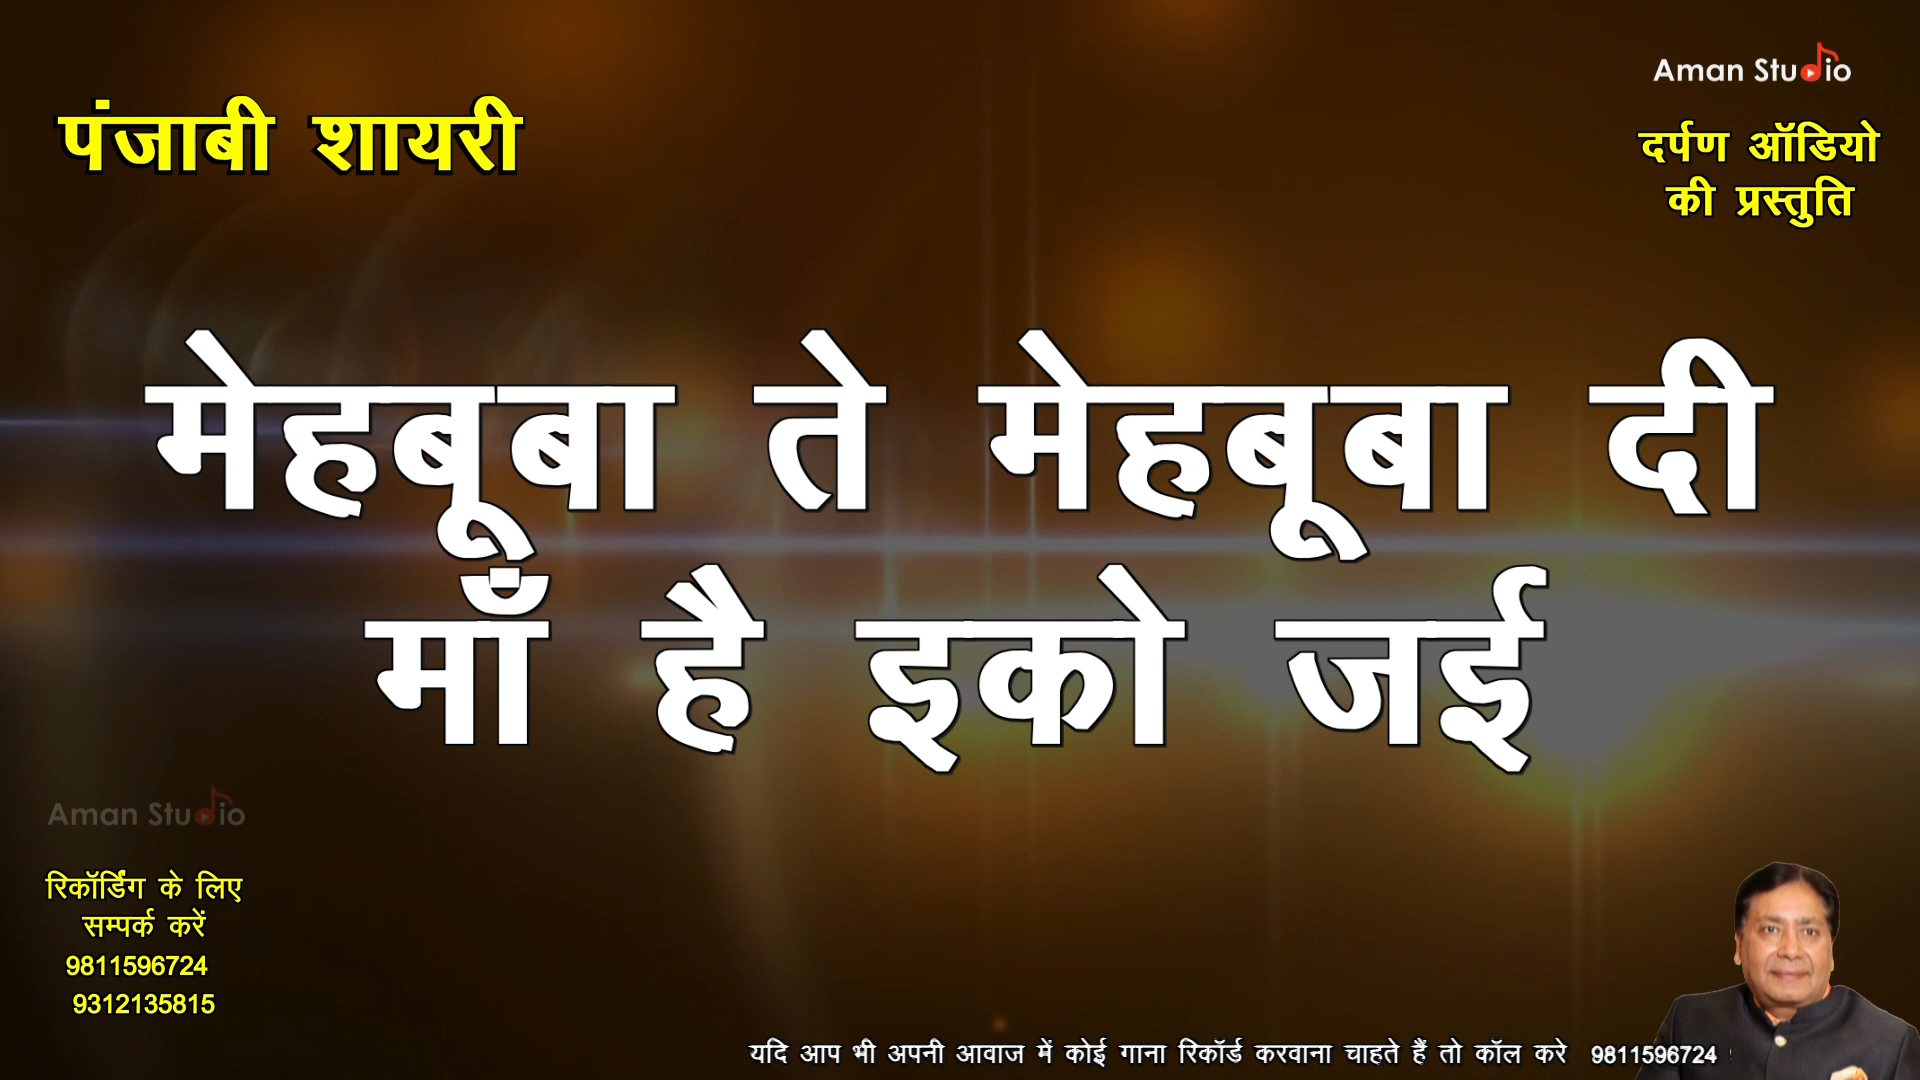 Aman Studio
पंजाबी शायरी
दर्पण ऑडियो
की प्रस्तुति
मेहबूबा ते मेहबूबा दी
माँ है इको जई
Aman Studio
रिकॉर्डिंग के लिए
सम्पर्क करें
9811596724
9312135815
यदि आप भी अपनी आवाज में कोई गाना रिकॉर्ड करवाना चाहते हैं तो कॉल करे 9811596724